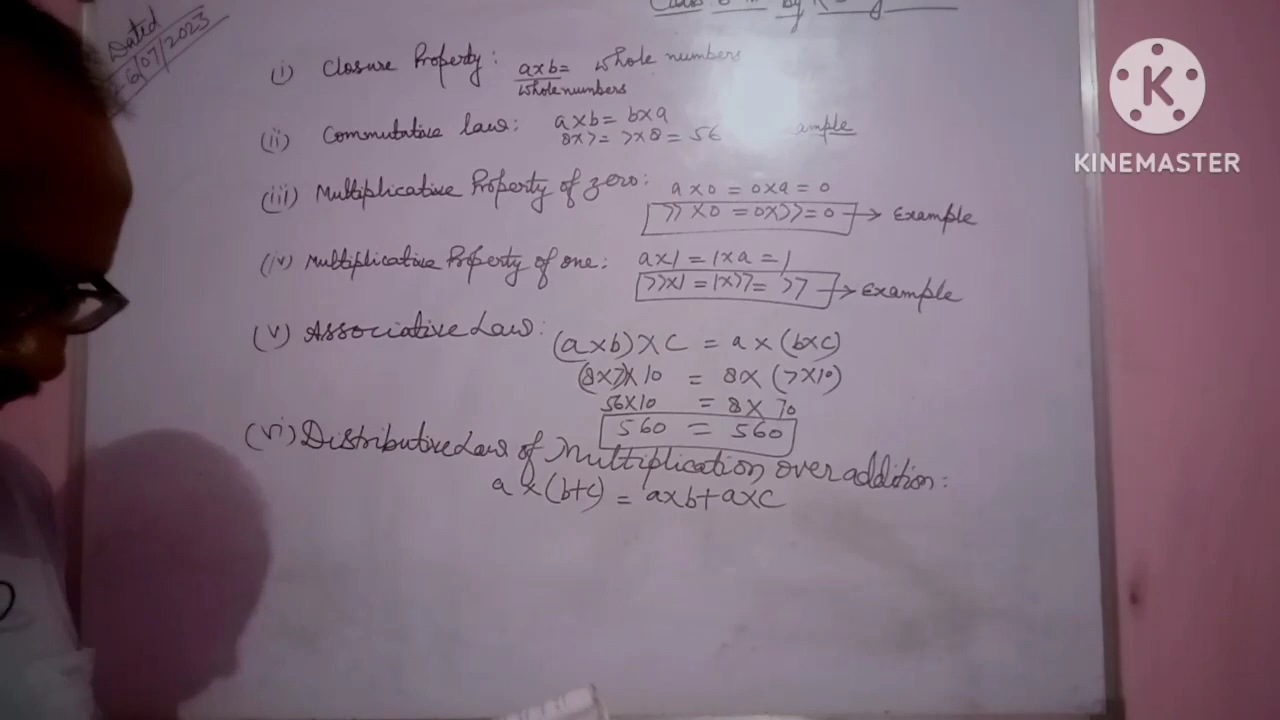 Dated
6/07/2023
by
(i) Closure Property: a×b= whole numbers
whole numbers
(ii) Commutative law: a×b= b×a
8×7= 7×8 = 56 ample
(iii) Multiplicative Property of zero: a×0 = 0×a = 0
77×0 = 0×77=0 → Example
(iv) Multiplicative Property of one: a×1 = 1×a = 1
77×1 = 1×77= 77 → Example
(v) Associative Law:
(a×b)×c = a×(b×c)
(8×7)×10 = 8×(7×10)
56×10 = 8×70
560 = 560
(vi) Distributive Law of Multiplication over addition:
a×(b+c) = a×b+a×c
K
KINEMASTER